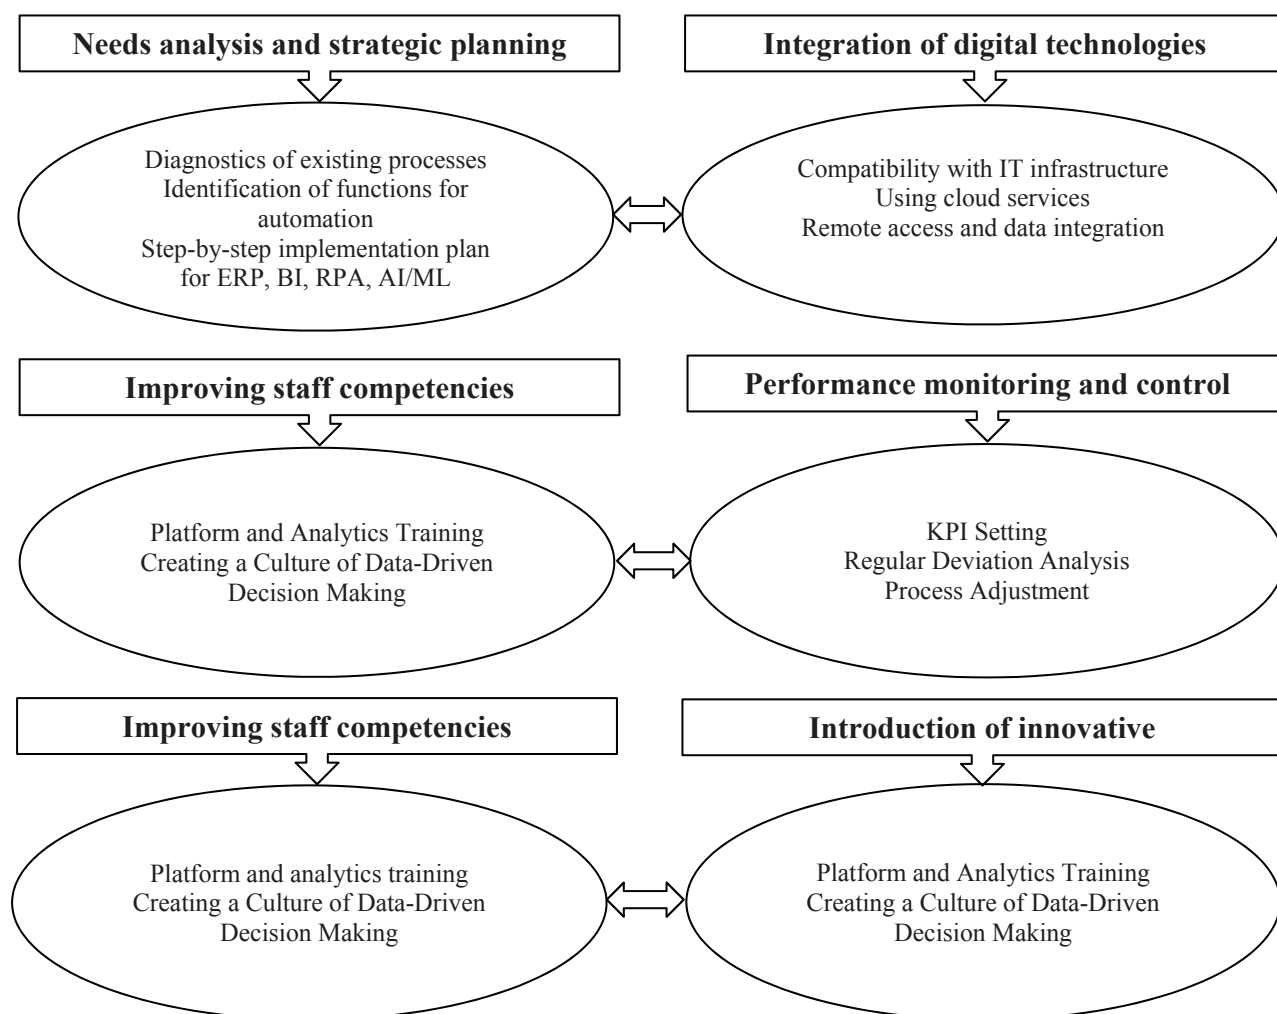 Needs analysis and strategic planning
Diagnostics of existing processes
Identification of functions for
automation
Step-by-step implementation plan
for ERP, BI, RPA, AI/ML
Integration of digital technologies
Compatibility with IT infrastructure
Using cloud services
Remote access and data integration
Improving staff competencies
Platform and Analytics Training
Creating a Culture of Data-Driven
Decision Making
Performance monitoring and control
KPI Setting
Regular Deviation Analysis
Process Adjustment
Improving staff competencies
Platform and analytics training
Creating a Culture of Data-Driven
Decision Making
Introduction of innovative
Platform and Analytics Training
Creating a Culture of Data-Driven
Decision Making